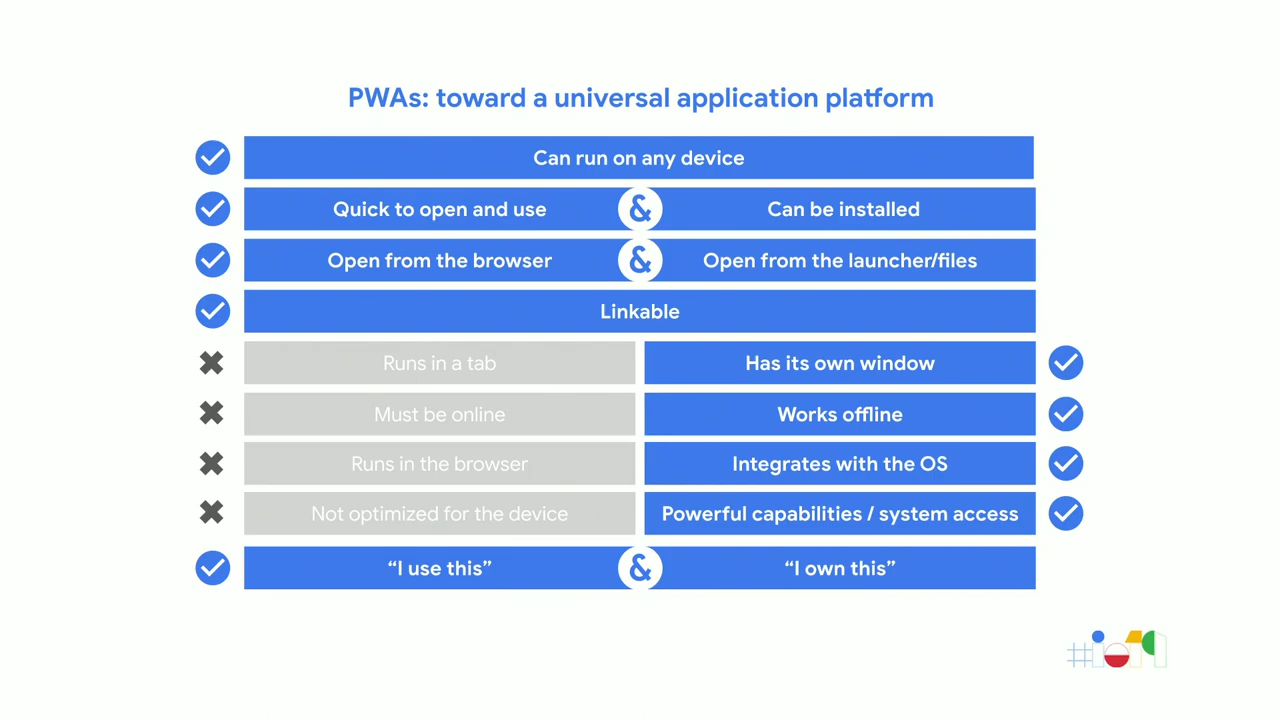 PWAs: toward a universal application platform
Can run on any device
Quick to open and use & Can be installed
Open from the browser & Open from the launcher/files
Linkable
Runs in a tab Has its own window
Must be online Works offline
Runs in the browser Integrates with the OS
Not optimized for the device Powerful capabilities / system access
“I use this” & “I own this”
#io19